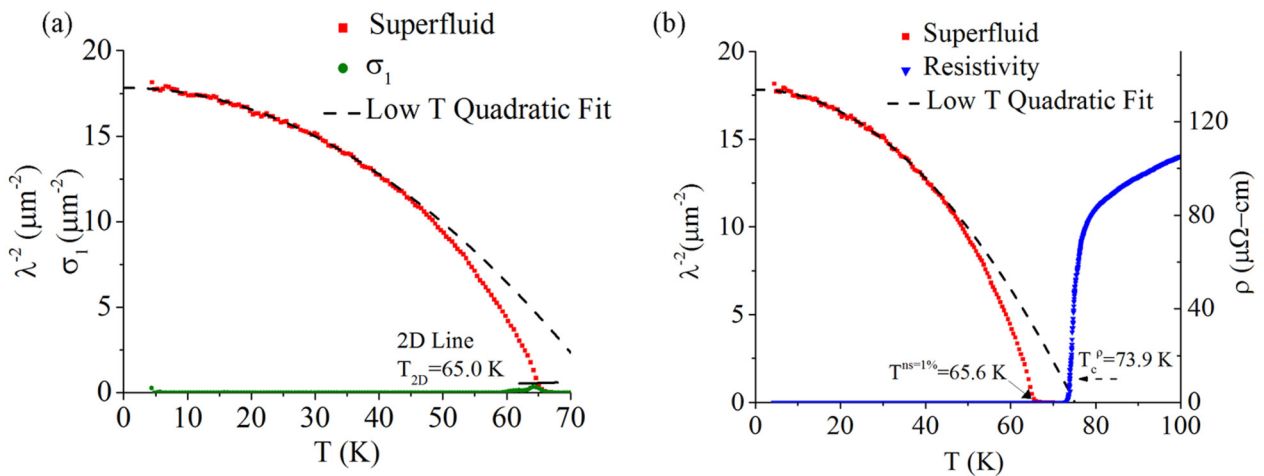 (a)
Superfluid
σ₁
Low T Quadratic Fit
20
15
10
5
0
λ⁻² (μm⁻²)
σ₁ (μm⁻²)
2D Line
T₂D=65.0 K
0 10 20 30 40 50 60 70
T (K)
(b)
Superfluid
Resistivity
Low T Quadratic Fit
20
15
10
5
0
λ⁻²(μm⁻²)
120
80
40
0
ρ (μΩ−cm)
Tⁿˢ⁼¹%=65.6 K
T_c^ρ=73.9 K
0 20 40 60 80 100
T (K)